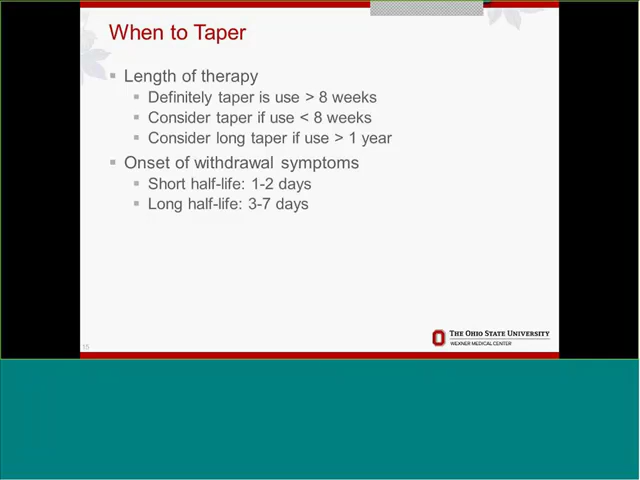 When to Taper
Length of therapy
Definitely taper is use > 8 weeks
Consider taper if use < 8 weeks
Consider long taper if use > 1 year
Onset of withdrawal symptoms
Short half-life: 1-2 days
Long half-life: 3-7 days
THE OHIO STATE UNIVERSITY
WEXNER MEDICAL CENTER
15